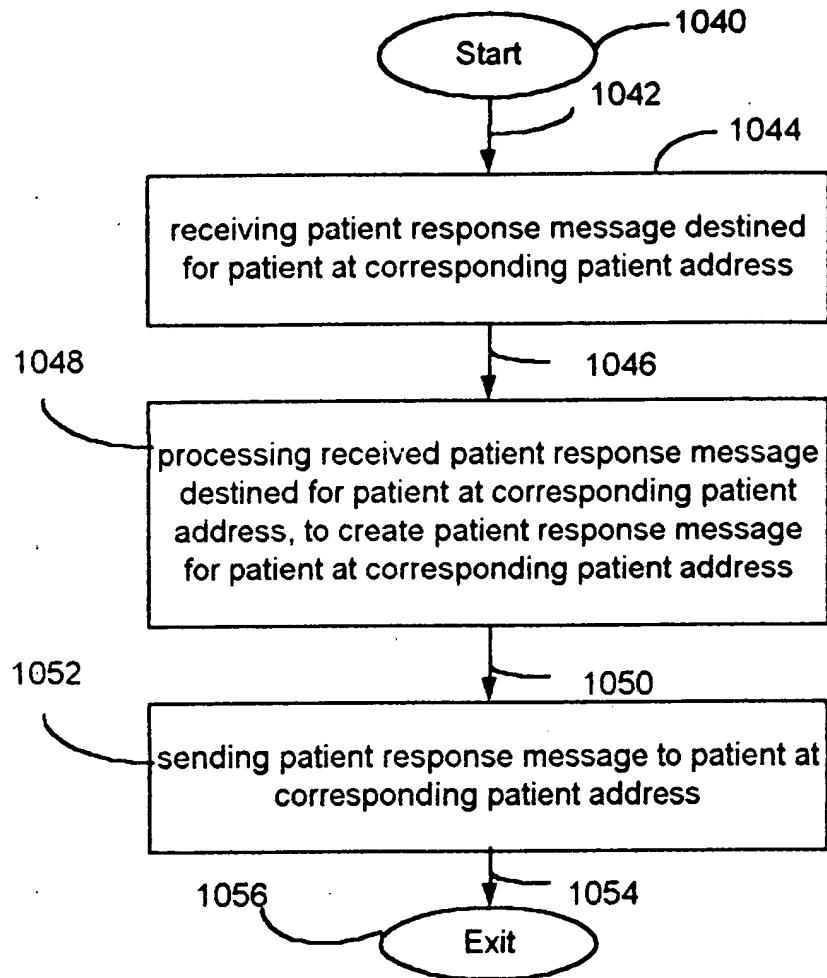 Start
1040
1042
1044
receiving patient response message destined
for patient at corresponding patient address
1046
1048
processing received patient response message
destined for patient at corresponding patient
address, to create patient response message
for patient at corresponding patient address
1050
1052
sending patient response message to patient at
corresponding patient address
1054
1056
Exit